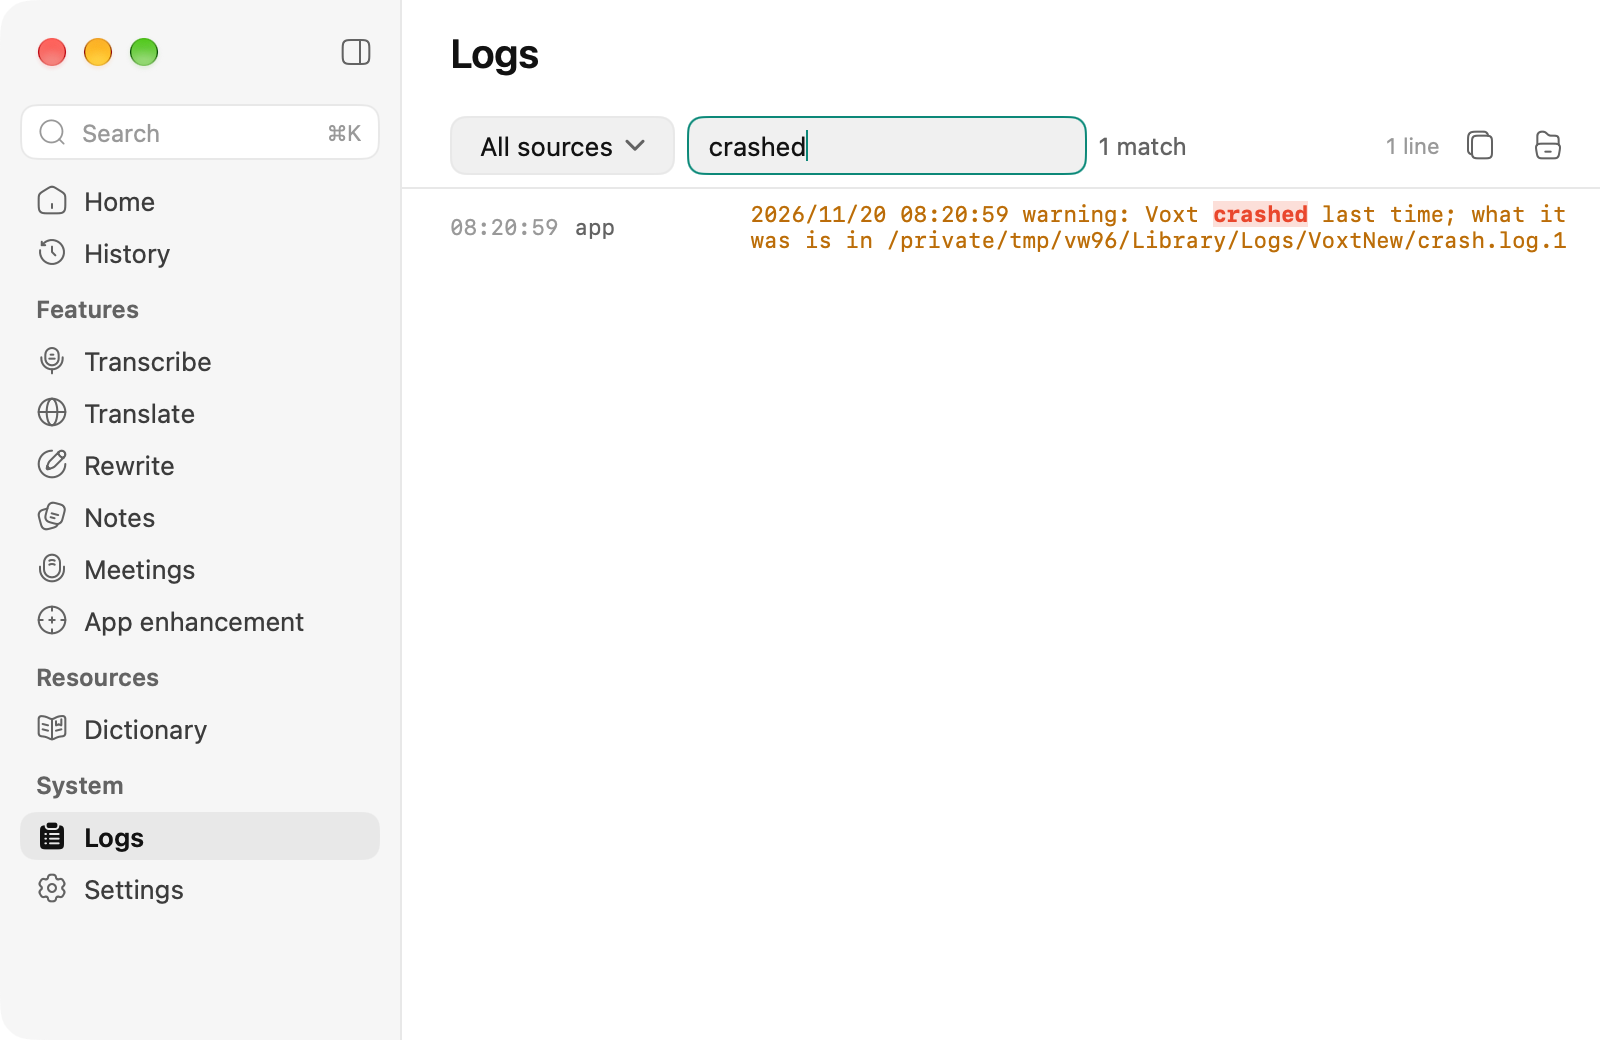 Logs
Search ⌘K
All sources
crashed
1 match
1 line
Home
History
Features
Transcribe
Translate
Rewrite
Notes
Meetings
App enhancement
Resources
Dictionary
System
Logs
Settings
08:20:59 app
2026/11/20 08:20:59 warning: Voxt crashed last time; what it
was is in /private/tmp/vw96/Library/Logs/VoxtNew/crash.log.1